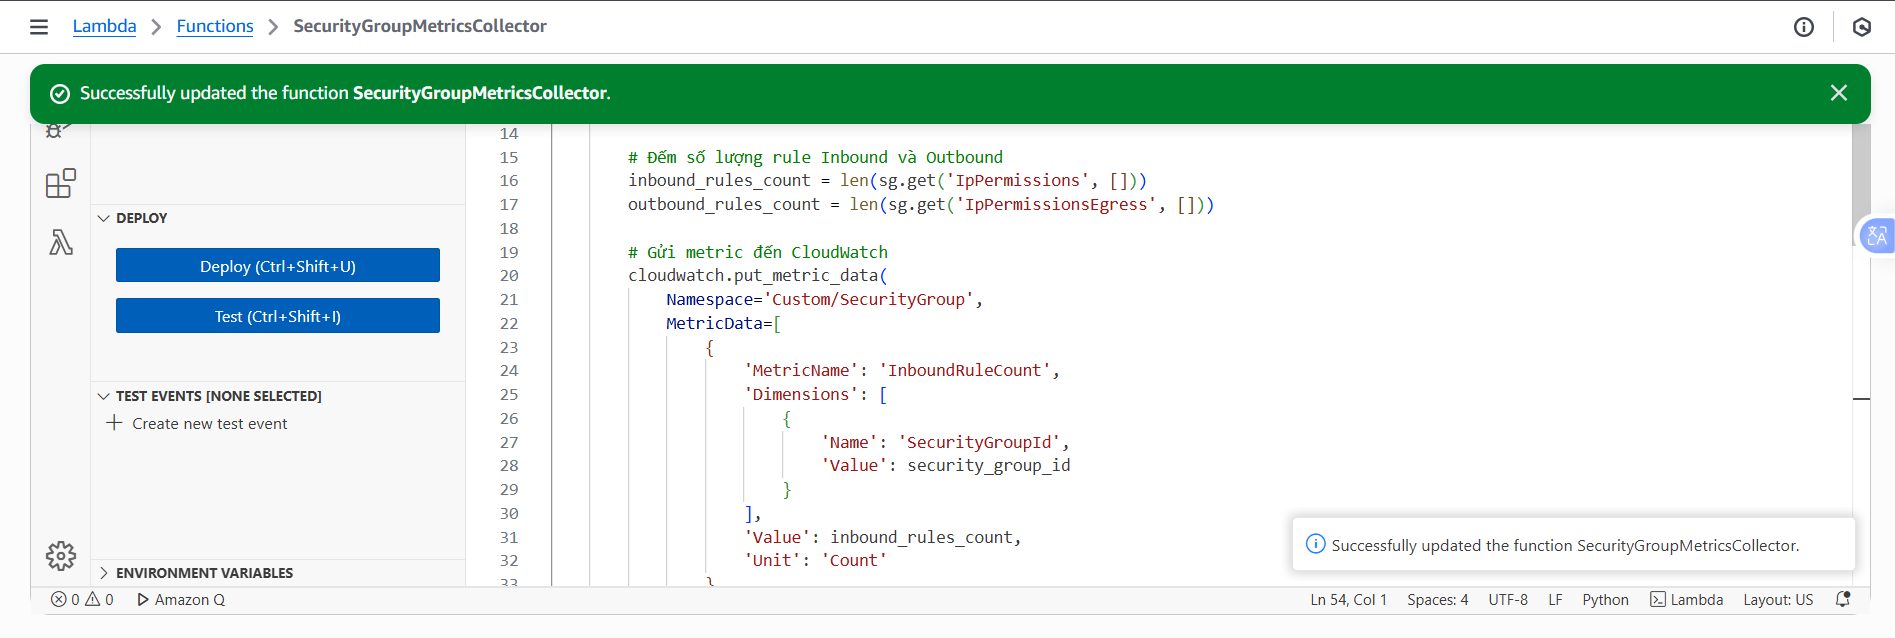 Lambda > Functions > SecurityGroupMetricsCollector
Successfully updated the function SecurityGroupMetricsCollector.
DEPLOY
Deploy (Ctrl+Shift+U)
Test (Ctrl+Shift+I)
TEST EVENTS [NONE SELECTED]
Create new test event
ENVIRONMENT VARIABLES
14
15 # Đếm số lượng rule Inbound và Outbound
16 inbound_rules_count = len(sg.get('IpPermissions', []))
17 outbound_rules_count = len(sg.get('IpPermissionsEgress', []))
18
19 # Gửi metric đến CloudWatch
20 cloudwatch.put_metric_data(
21 Namespace='Custom/SecurityGroup',
22 MetricData=[
23 {
24 'MetricName': 'InboundRuleCount',
25 'Dimensions': [
26 {
27 'Name': 'SecurityGroupId',
28 'Value': security_group_id
29 }
30 ],
31 'Value': inbound_rules_count,
32 'Unit': 'Count'
33 }
Successfully updated the function SecurityGroupMetricsCollector.
0 0 Amazon Q Ln 54, Col 1 Spaces: 4 UTF-8 LF Python Lambda Layout: US